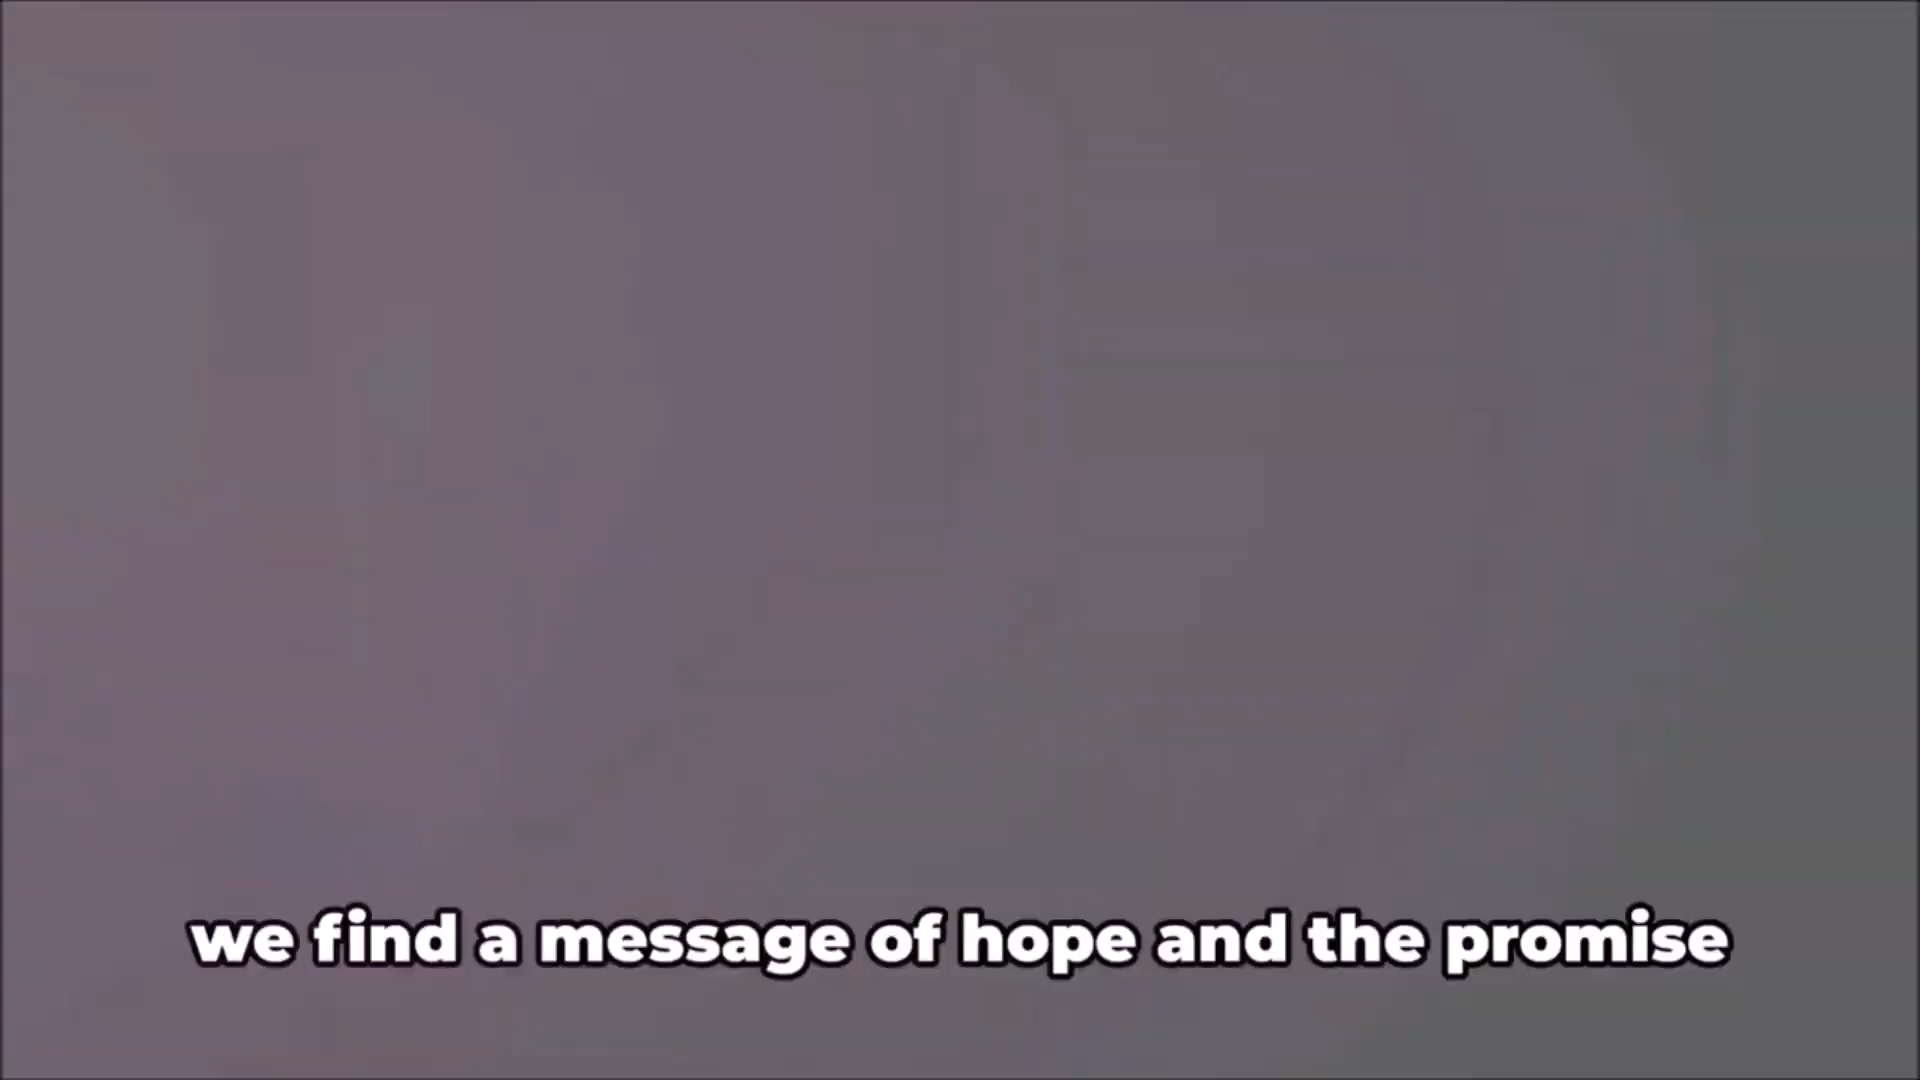 we find a message of hope and the promise